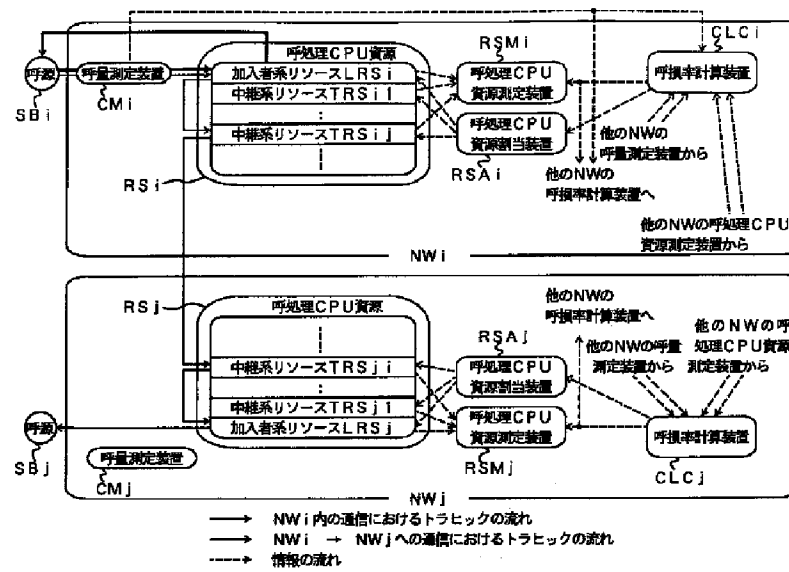 呼処理CPU資源
RSMi
CLCi
呼源
呼量測定装置
加入者系リソースLRSi
中継系リソースTRSi1
:
中継系リソースTRSij
呼処理CPU
資源測定装置
呼損率計算装置
SBi
CMi
呼処理CPU
資源割当装置
他のNWの
呼量測定装置から
RSi
RSAi
他のNWの
呼損率計算装置へ
他のNWの呼処理CPU
資源測定装置から
NWi
RSj
呼処理CPU資源
他のNWの
呼損率計算装置へ
RSAj
他のNWの呼量
測定装置から
他のNWの呼
処理CPU資源
測定装置から
中継系リソースTRSji
:
中継系リソースTRSj1
加入者系リソースLRSj
呼処理CPU
資源割当装置
呼処理CPU
資源測定装置
呼損率計算装置
呼源
呼量測定装置
SBj
CMj
RSMj
CLCj
NWj
NWi内の通信におけるトラヒックの流れ
NWi → NWjへの通信におけるトラヒックの流れ
情報の流れ